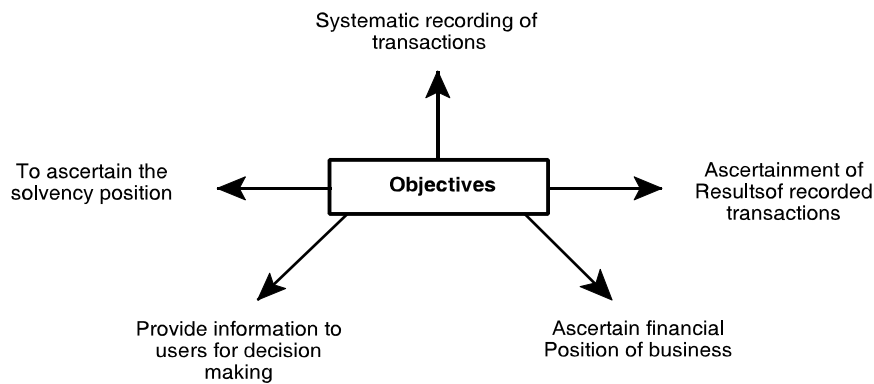 Systematic recording of
transactions
To ascertain the
solvency position
Objectives
Ascertainment of
Resultsof recorded
transactions
Provide information to
users for decision
making
Ascertain financial
Position of business